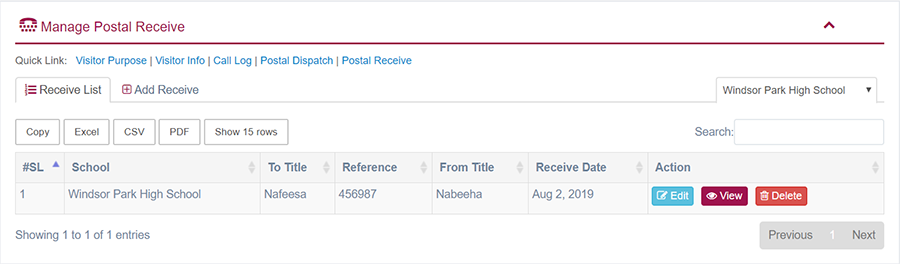 Manage Postal Receive
Quick Link: Visitor Purpose | Visitor Info | Call Log | Postal Dispatch | Postal Receive
Receive List Add Receive Windsor Park High School
Copy Excel CSV PDF Show 15 rows Search:
#SL School To Title Reference From Title Receive Date Action
1 Windsor Park High School Nafeesa 456987 Nabeeha Aug 2, 2019 Edit View Delete
Showing 1 to 1 of 1 entries Previous 1 Next